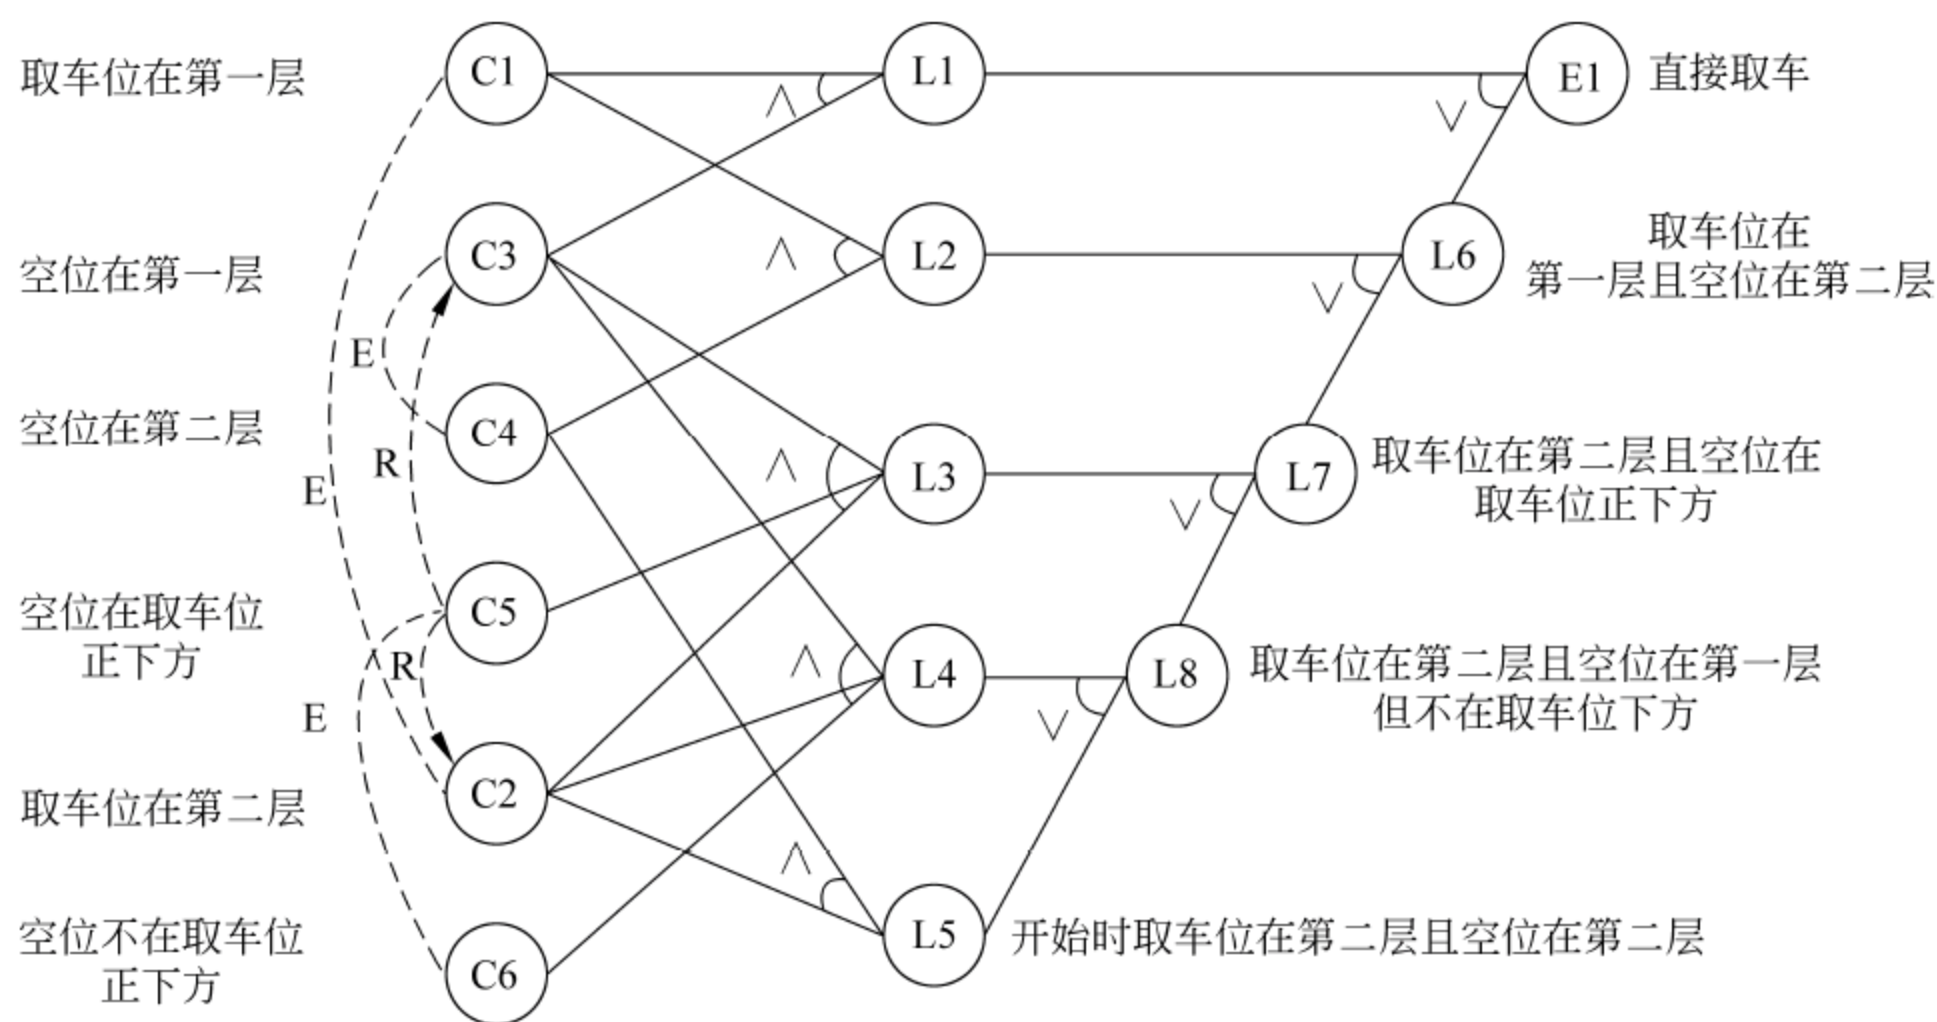 取车位在第一层
C1
∧
L1
∨
E1
直接取车
空位在第一层
C3
∧
L2
∨
L6
取车位在
第一层且空位在第二层
E
空位在第二层
C4
R
∧
L3
∨
L7
取车位在第二层且空位在
取车位正下方
E
空位在取车位
正下方
C5
R
∧
L4
∨
L8
取车位在第二层且空位在第一层
但不在取车位下方
E
取车位在第二层
C2
∧
L5
开始时取车位在第二层且空位在第二层
空位不在取车位
正下方
C6